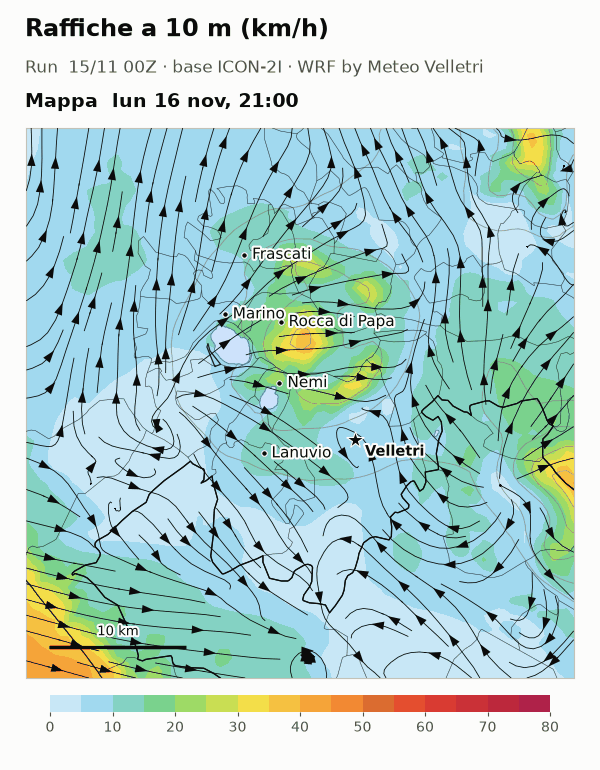 Raffiche a 10 m (km/h)
Run  15/11 00Z · base ICON-2I · WRF by Meteo Velletri
Mappa  lun 16 nov, 21:00
Frascati
Marino
Rocca di Papa
Nemi
Lanuvio
Velletri
10 km
0 10 20 30 40 50 60 70 80